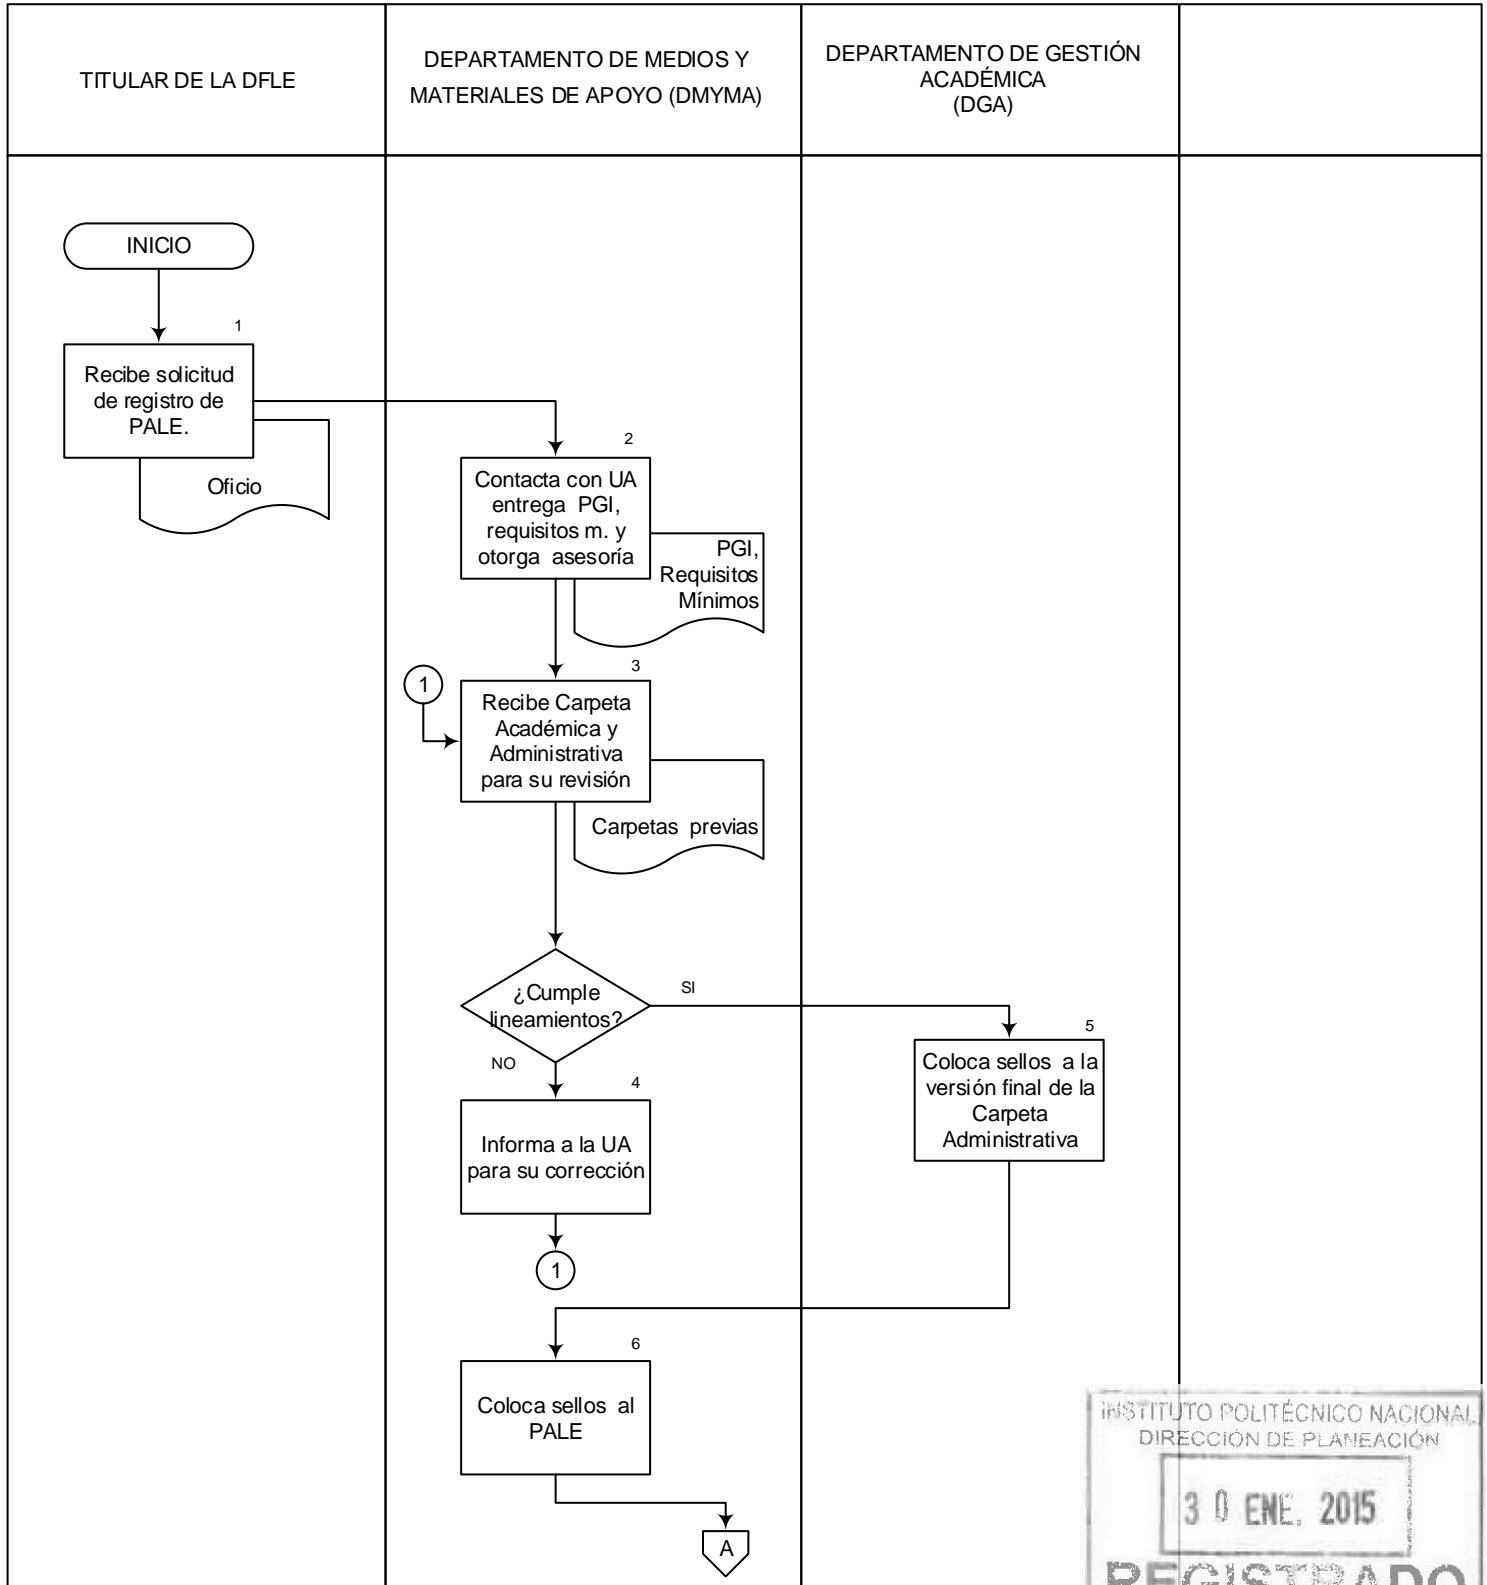 TITULAR DE LA DFLE
DEPARTAMENTO DE MEDIOS Y
MATERIALES DE APOYO (DMYMA)
DEPARTAMENTO DE GESTIÓN
ACADÉMICA
(DGA)
INICIO
1
Recibe solicitud
de registro de
PALE.
Oficio
2
Contacta con UA
entrega PGI,
requisitos m. y
otorga asesoría
PGI,
Requisitos
Mínimos
3
1
Recibe Carpeta
Académica y
Administrativa
para su revisión
Carpetas previas
¿Cumple
lineamientos?
SI
NO
4
Informa a la UA
para su corrección
1
5
Coloca sellos a la
versión final de la
Carpeta
Administrativa
6
Coloca sellos al
PALE
A
INSTITUTO POLITÉCNICO NACIONAL
DIRECCIÓN DE PLANEACIÓN
30 ENE. 2015
REGISTRADO